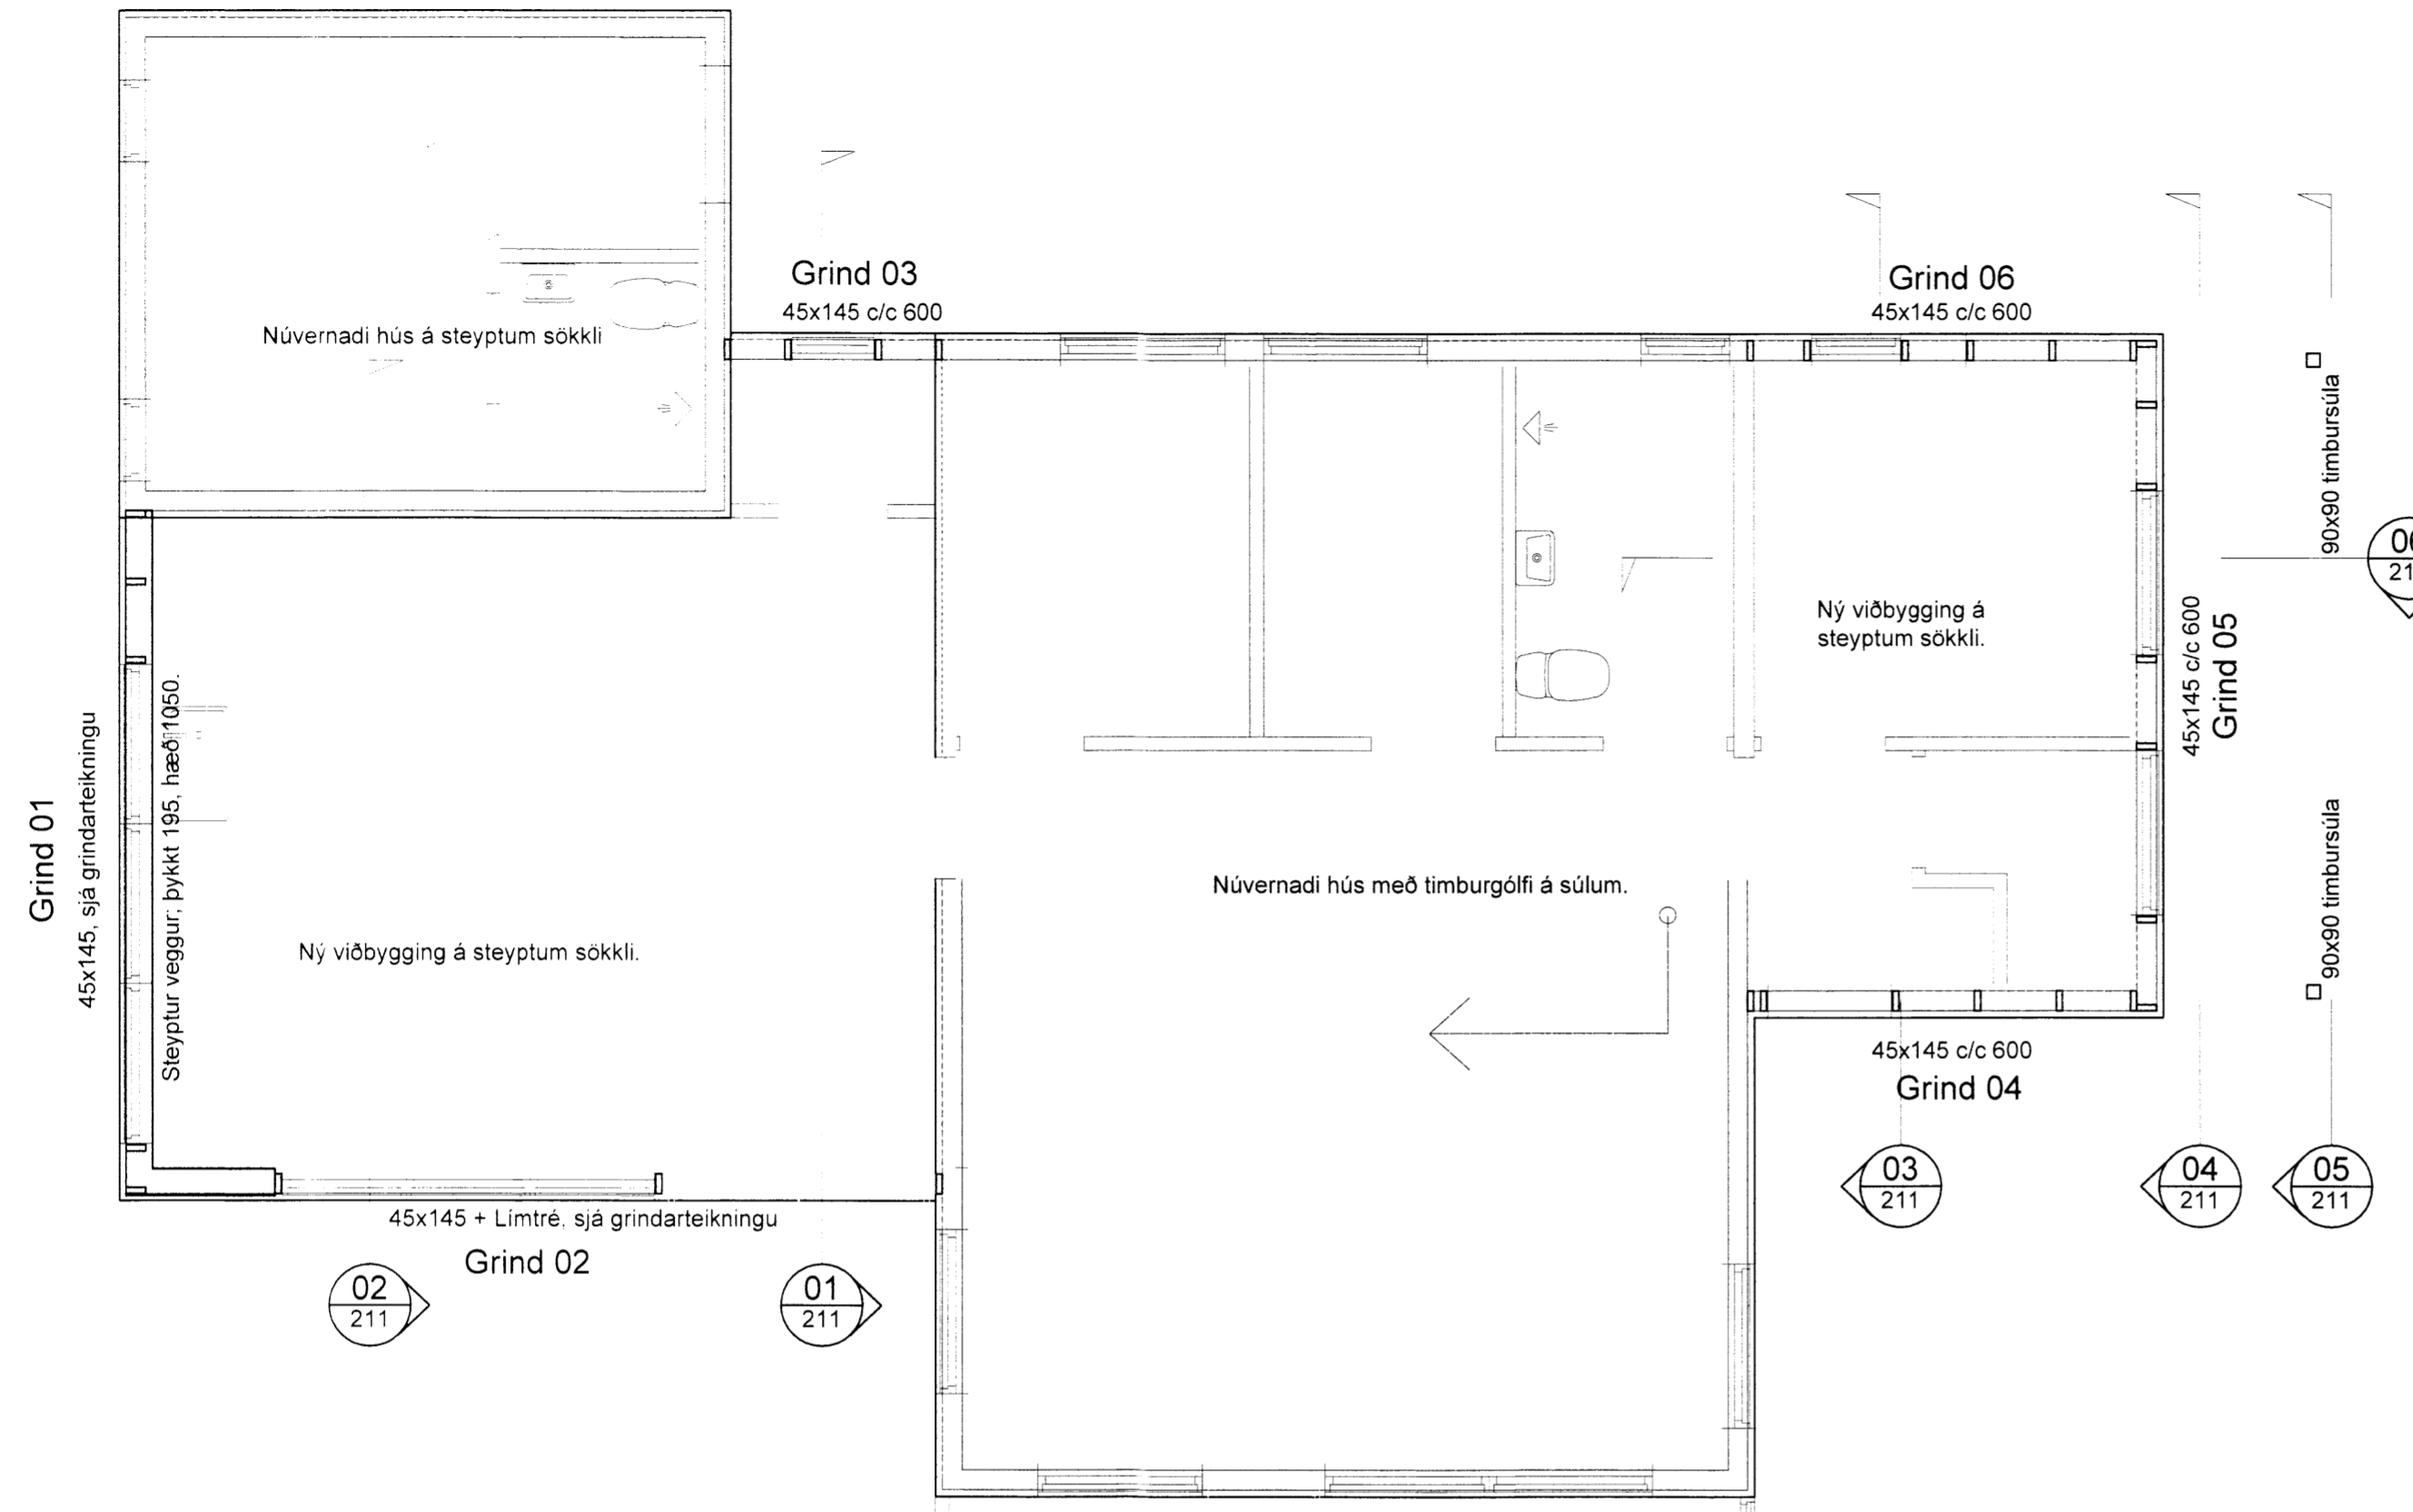 Grind 03
45x145 c/c 600
Grind 06
45x145 c/c 600
Núvernadi hús á steyptum sökkli
90x90 timbursúla
06
Ný viðbygging á
steyptum sökkli.
45x145 c/c 600
Grind 05
Grind 01
45x145, sjá grindarteikningu
Steyptur veggur; þykkt 195, hæð 1050.
Ný viðbygging á steyptum sökkli.
Núvernadi hús með timburgólfi á súlum.
90x90 timbursúla
45x145 c/c 600
Grind 04
03
211
04
211
05
211
45x145 + Límtré, sjá grindarteikningu
Grind 02
02
211
01
211